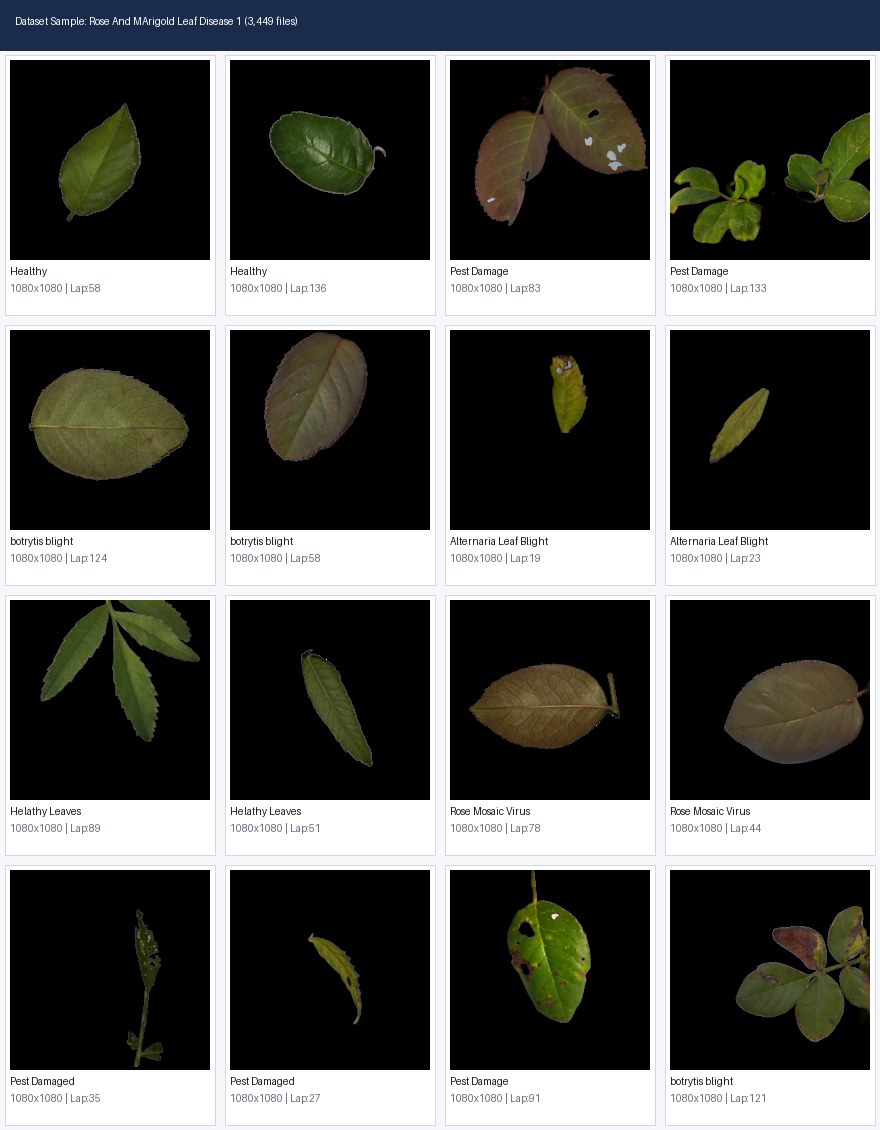 Dataset Sample: Rose And MArigold Leaf Disease 1 (3,449 files)
Healthy
1080x1080 | Lap:58
Healthy
1080x1080 | Lap:136
Pest Damage
1080x1080 | Lap:83
Pest Damage
1080x1080 | Lap:133
botrytis blight
1080x1080 | Lap:124
botrytis blight
1080x1080 | Lap:58
Alternaria Leaf Blight
1080x1080 | Lap:19
Alternaria Leaf Blight
1080x1080 | Lap:23
Helathy Leaves
1080x1080 | Lap:89
Helathy Leaves
1080x1080 | Lap:51
Rose Mosaic Virus
1080x1080 | Lap:78
Rose Mosaic Virus
1080x1080 | Lap:44
Pest Damaged
1080x1080 | Lap:35
Pest Damaged
1080x1080 | Lap:27
Pest Damage
1080x1080 | Lap:91
botrytis blight
1080x1080 | Lap:121